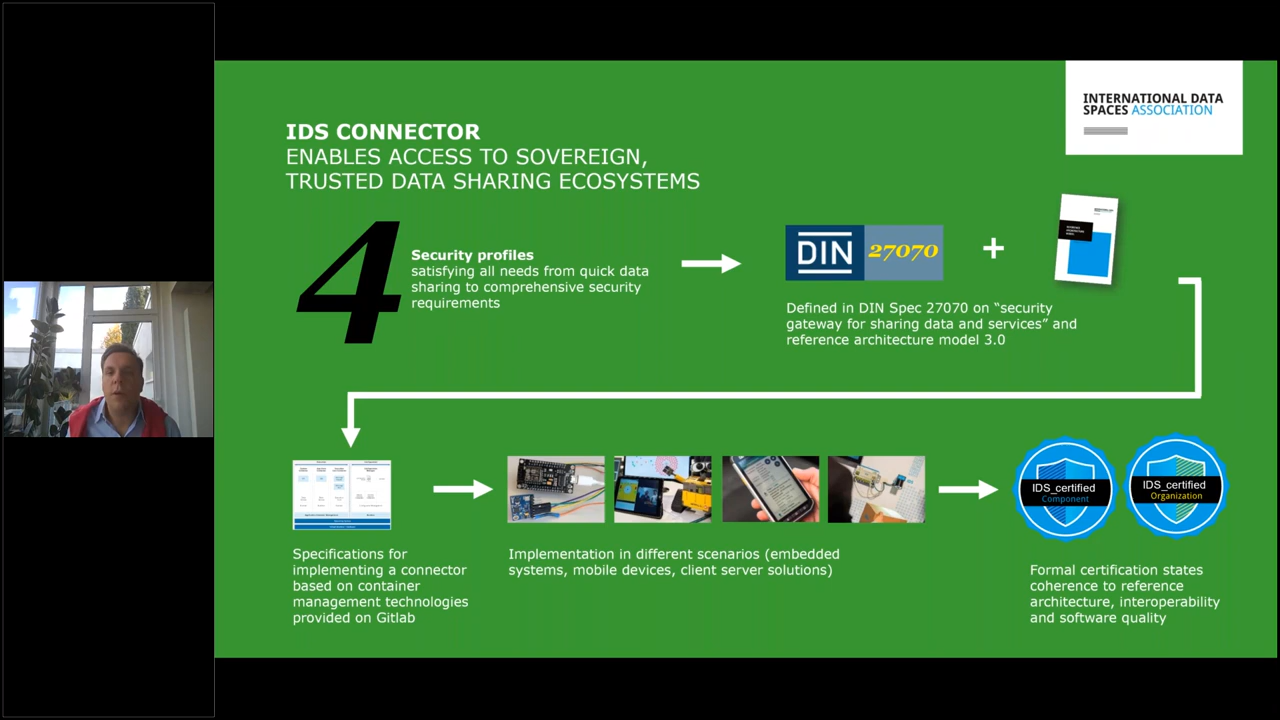 INTERNATIONAL DATA
SPACES ASSOCIATION
IDS CONNECTOR
ENABLES ACCESS TO SOVEREIGN,
TRUSTED DATA SHARING ECOSYSTEMS
4
Security profiles
satisfying all needs from quick data
sharing to comprehensive security
requirements
DIN 27070
+
Defined in DIN Spec 27070 on “security
gateway for sharing data and services” and
reference architecture model 3.0
Specifications for
implementing a connector
based on container
management technologies
provided on Gitlab
Implementation in different scenarios (embedded
systems, mobile devices, client server solutions)
IDS_certified
Component
IDS_certified
Organization
Formal certification states
coherence to reference
architecture, interoperability
and software quality